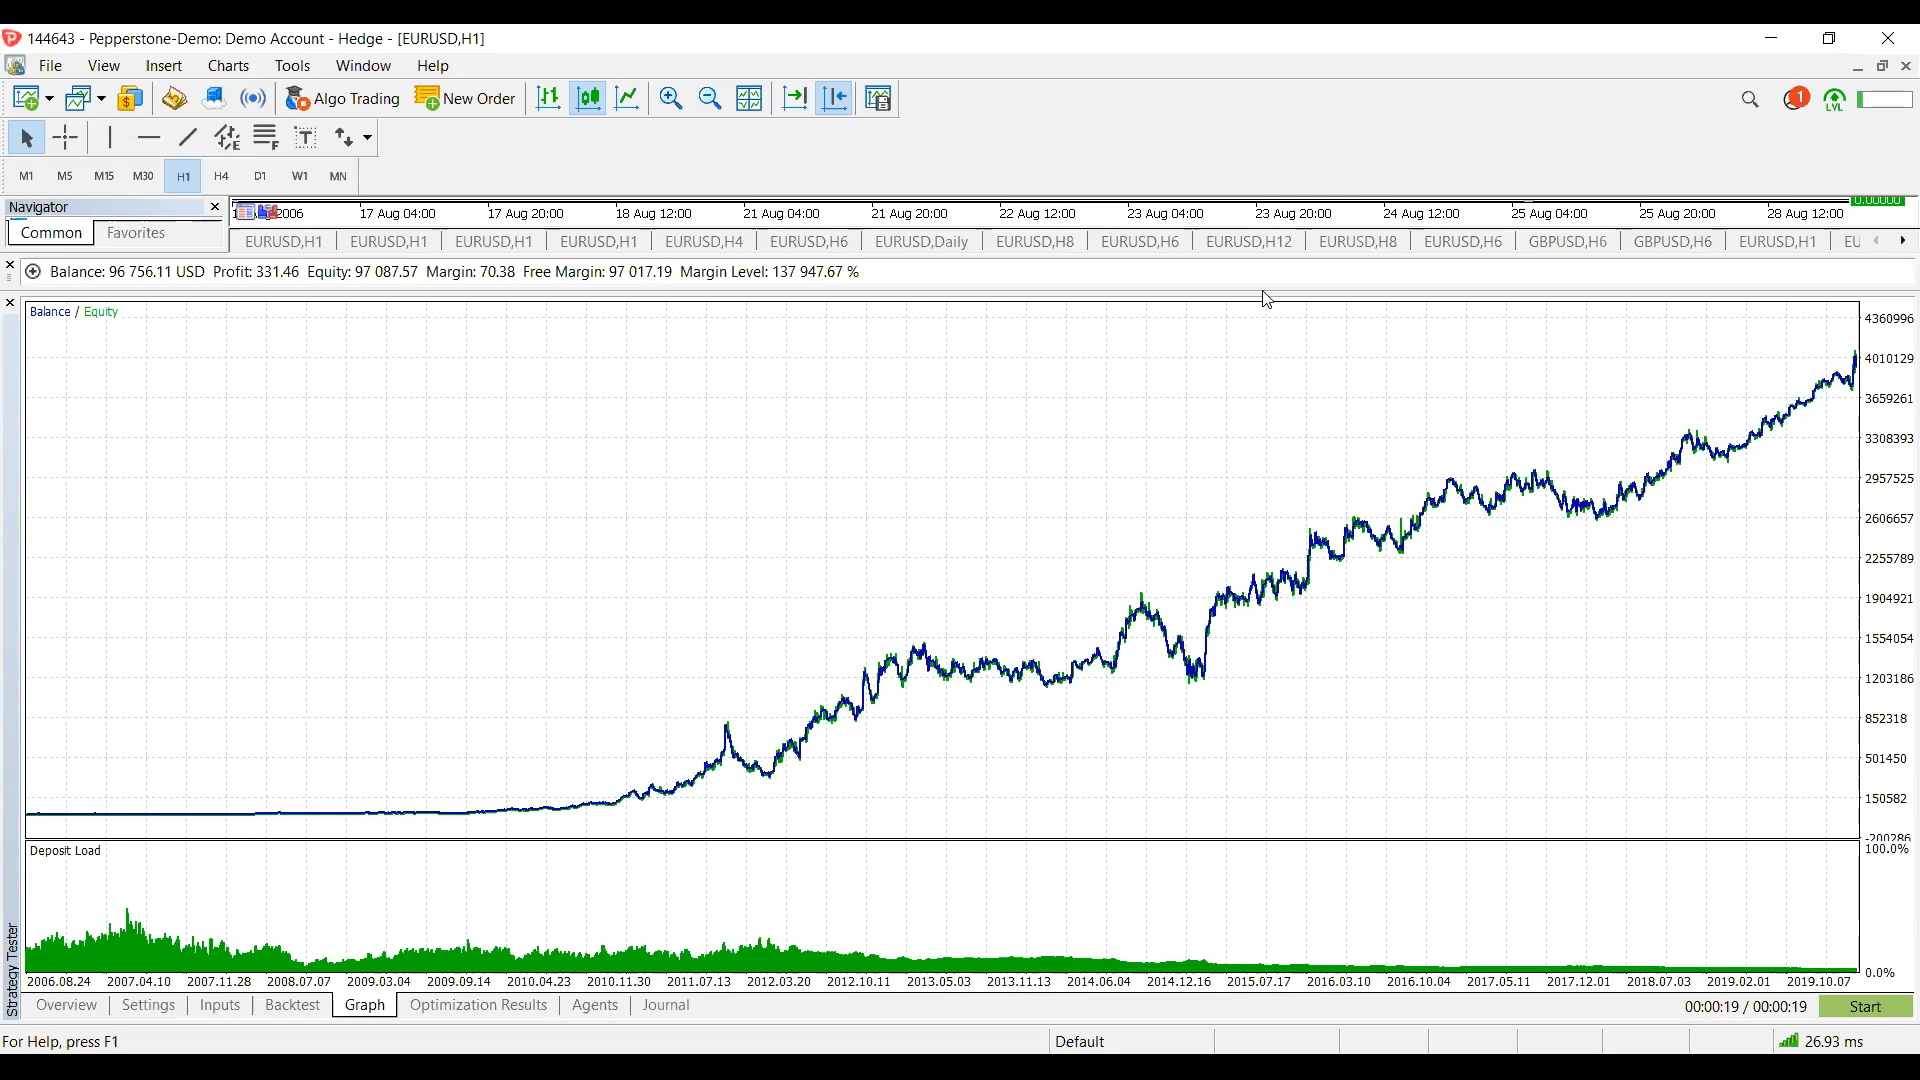 144643 - Pepperstone-Demo: Demo Account - Hedge - [EURUSD,H1]
File View Insert Charts Tools Window Help
Algo Trading New Order
1
LVL
M1 M5 M15 M30 H1 H4 D1 W1 MN
Navigator
Common Favorites
2006 17 Aug 04:00 17 Aug 20:00 18 Aug 12:00 21 Aug 04:00 21 Aug 20:00 22 Aug 12:00 23 Aug 04:00 23 Aug 20:00 24 Aug 12:00 25 Aug 04:00 25 Aug 20:00 28 Aug 12:00
0.00000
EURUSD,H1 EURUSD,H1 EURUSD,H1 EURUSD,H1 EURUSD,H4 EURUSD,H6 EURUSD,Daily EURUSD,H8 EURUSD,H6 EURUSD,H12 EURUSD,H8 EURUSD,H6 GBPUSD,H6 GBPUSD,H6 EURUSD,H1 EU
Balance: 96 756.11 USD Profit: 331.46 Equity: 97 087.57 Margin: 70.38 Free Margin: 97 017.19 Margin Level: 137 947.67 %
Balance / Equity
4360996
4010129
3659261
3308393
2957525
2606657
2255789
1904921
1554054
1203186
852318
501450
150582
-200286
Deposit Load
100.0%
0.0%
2006.08.24 2007.04.10 2007.11.28 2008.07.07 2009.03.04 2009.09.14 2010.04.23 2010.11.30 2011.07.13 2012.03.20 2012.10.11 2013.05.03 2013.11.13 2014.06.04 2014.12.16 2015.07.17 2016.03.10 2016.10.04 2017.05.11 2017.12.01 2018.07.03 2019.02.01 2019.10.07
Strategy Tester
Overview Settings Inputs Backtest Graph Optimization Results Agents Journal
00:00:19 / 00:00:19 Start
For Help, press F1
Default
26.93 ms